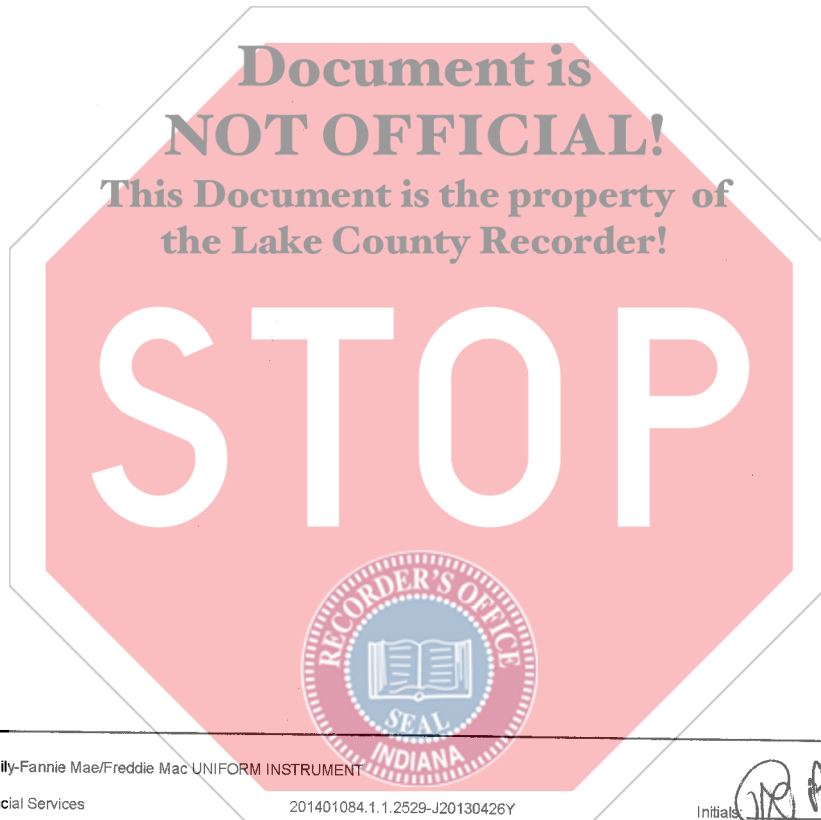 Document is
NOT OFFICIAL!
This Document is the property of
the Lake County Recorder!
STOP
RECORDER'S OFFICE
SEAL
INDIANA
ily-Fannie Mae/Freddie Mac UNIFORM INSTRUMENT
cial Services
201401084.1.1.2529-J20130426Y
Initials: